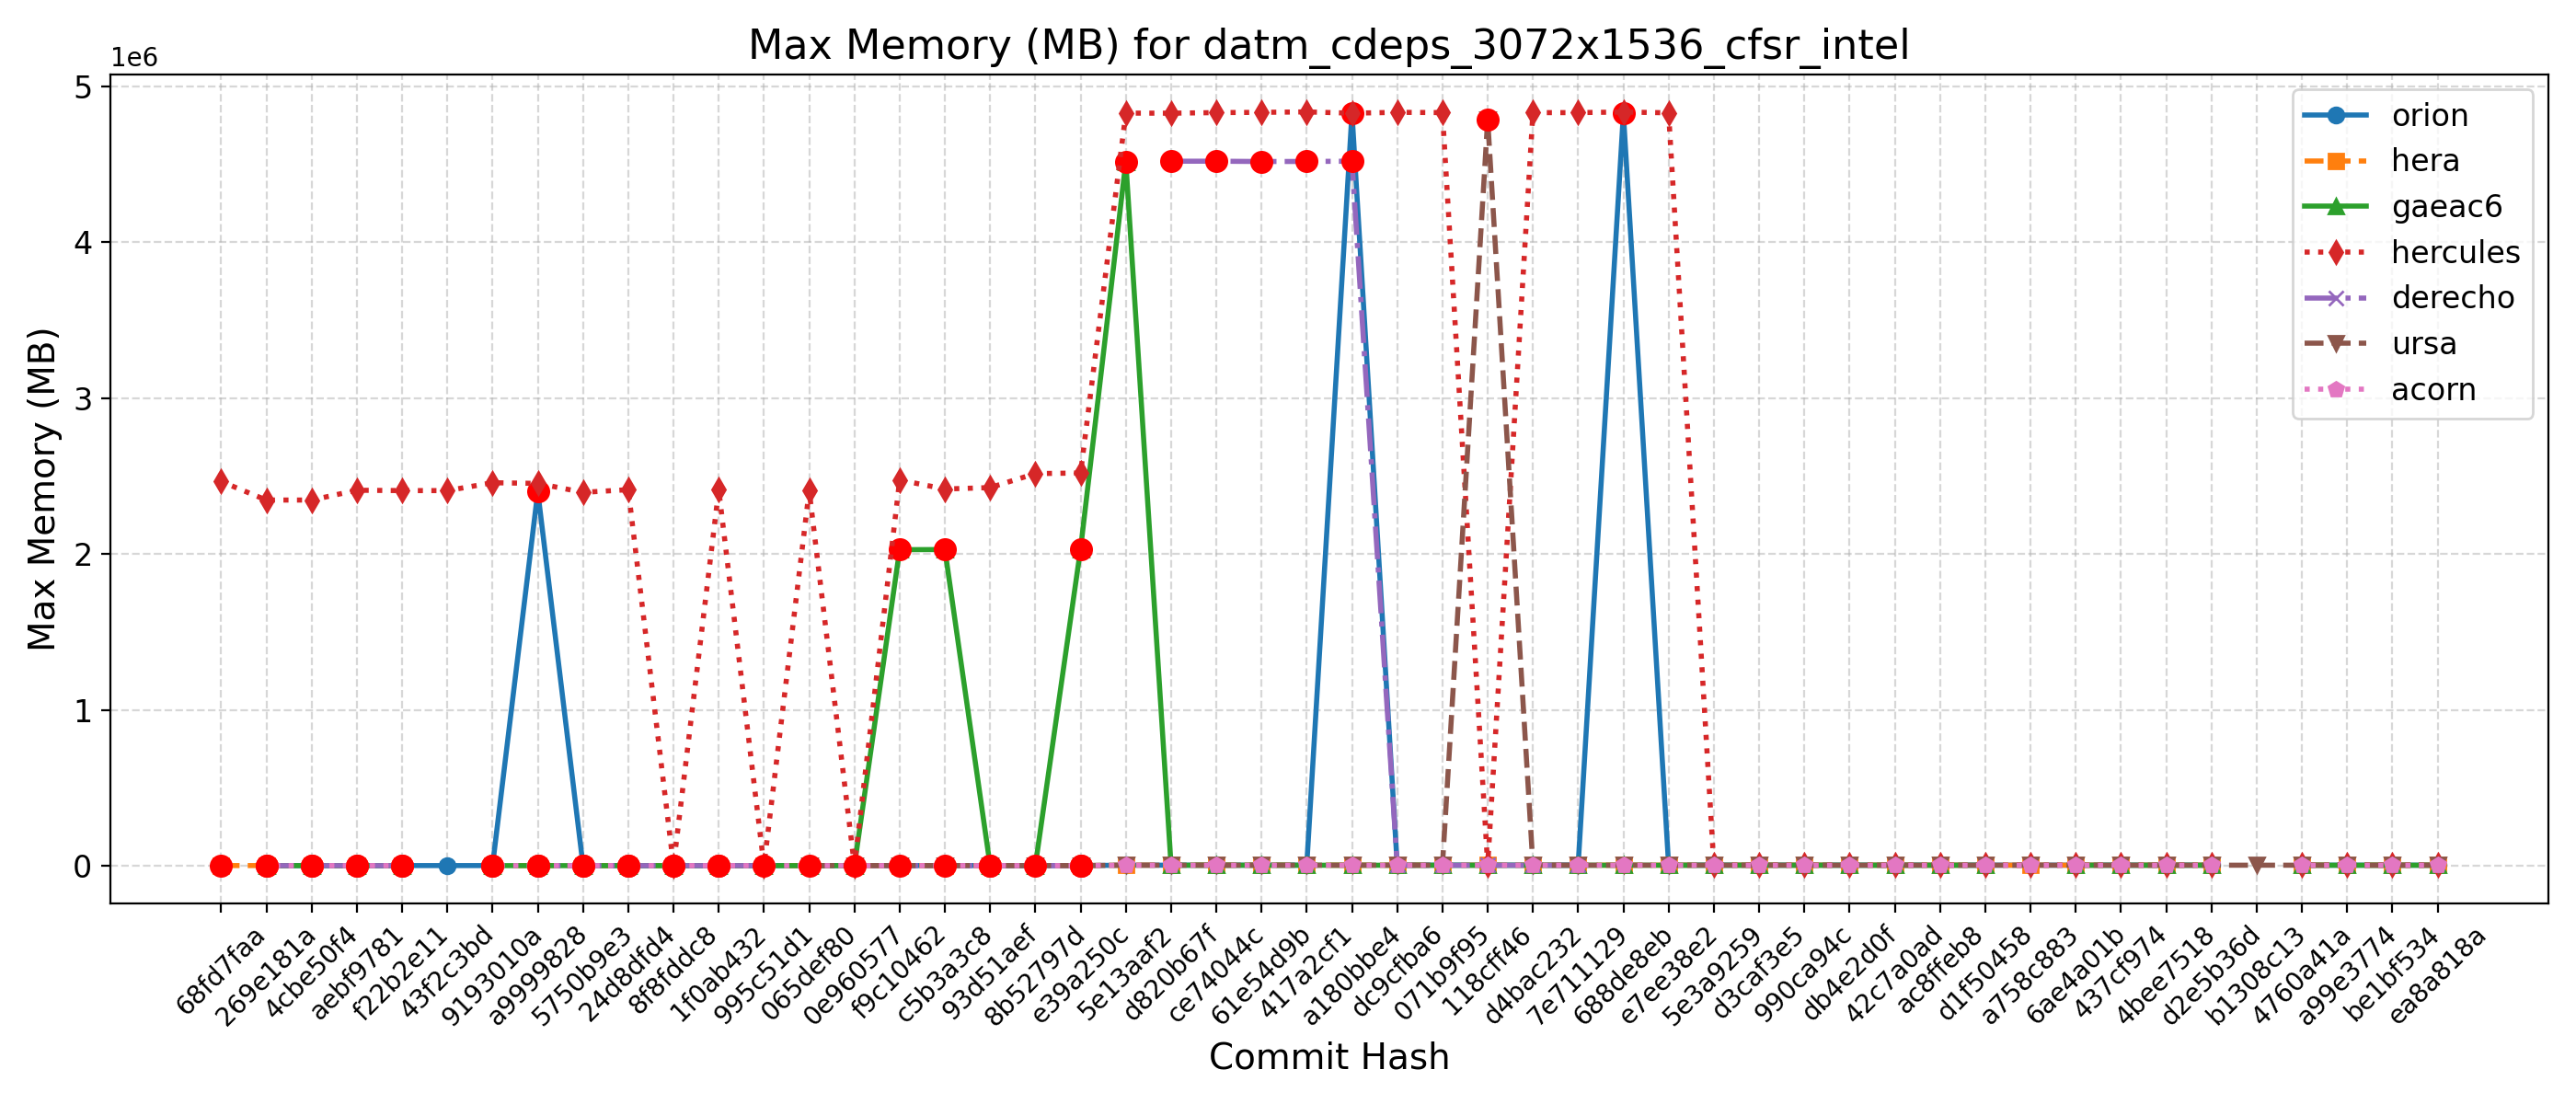 Max Memory (MB) for datm_cdeps_3072x1536_cfsr_intel
1e6
5
4
3
2
1
0
Max Memory (MB)
orion
hera
gaeac6
hercules
derecho
ursa
acorn
68fd7faa
269e181a
4cbe50f4
aebf9781
f22b2e11
43f2c3bd
9193010a
a9999828
5750b9e3
24d8dfd4
8f8fddc8
1f0ab432
995c51d1
065def80
0e960577
f9c10462
c5b3a3c8
93d51aef
8b52797d
e39a250c
5e13aaf2
d820b67f
ce74044c
61e54d9b
417a2cf1
a180bbe4
dc9cfba6
071b9f95
118cff46
d4bac232
7e711129
688de8eb
e7ee38e2
5e3a9259
d3caf3e5
990ca94c
db4e2d0f
42c7a0ad
ac8ffeb8
d1f50458
a758c883
6ae4a01b
437cf974
4bee7518
d2e5b36d
b1308c13
4760a41a
a99e3774
be1bf534
ea8a818a
Commit Hash